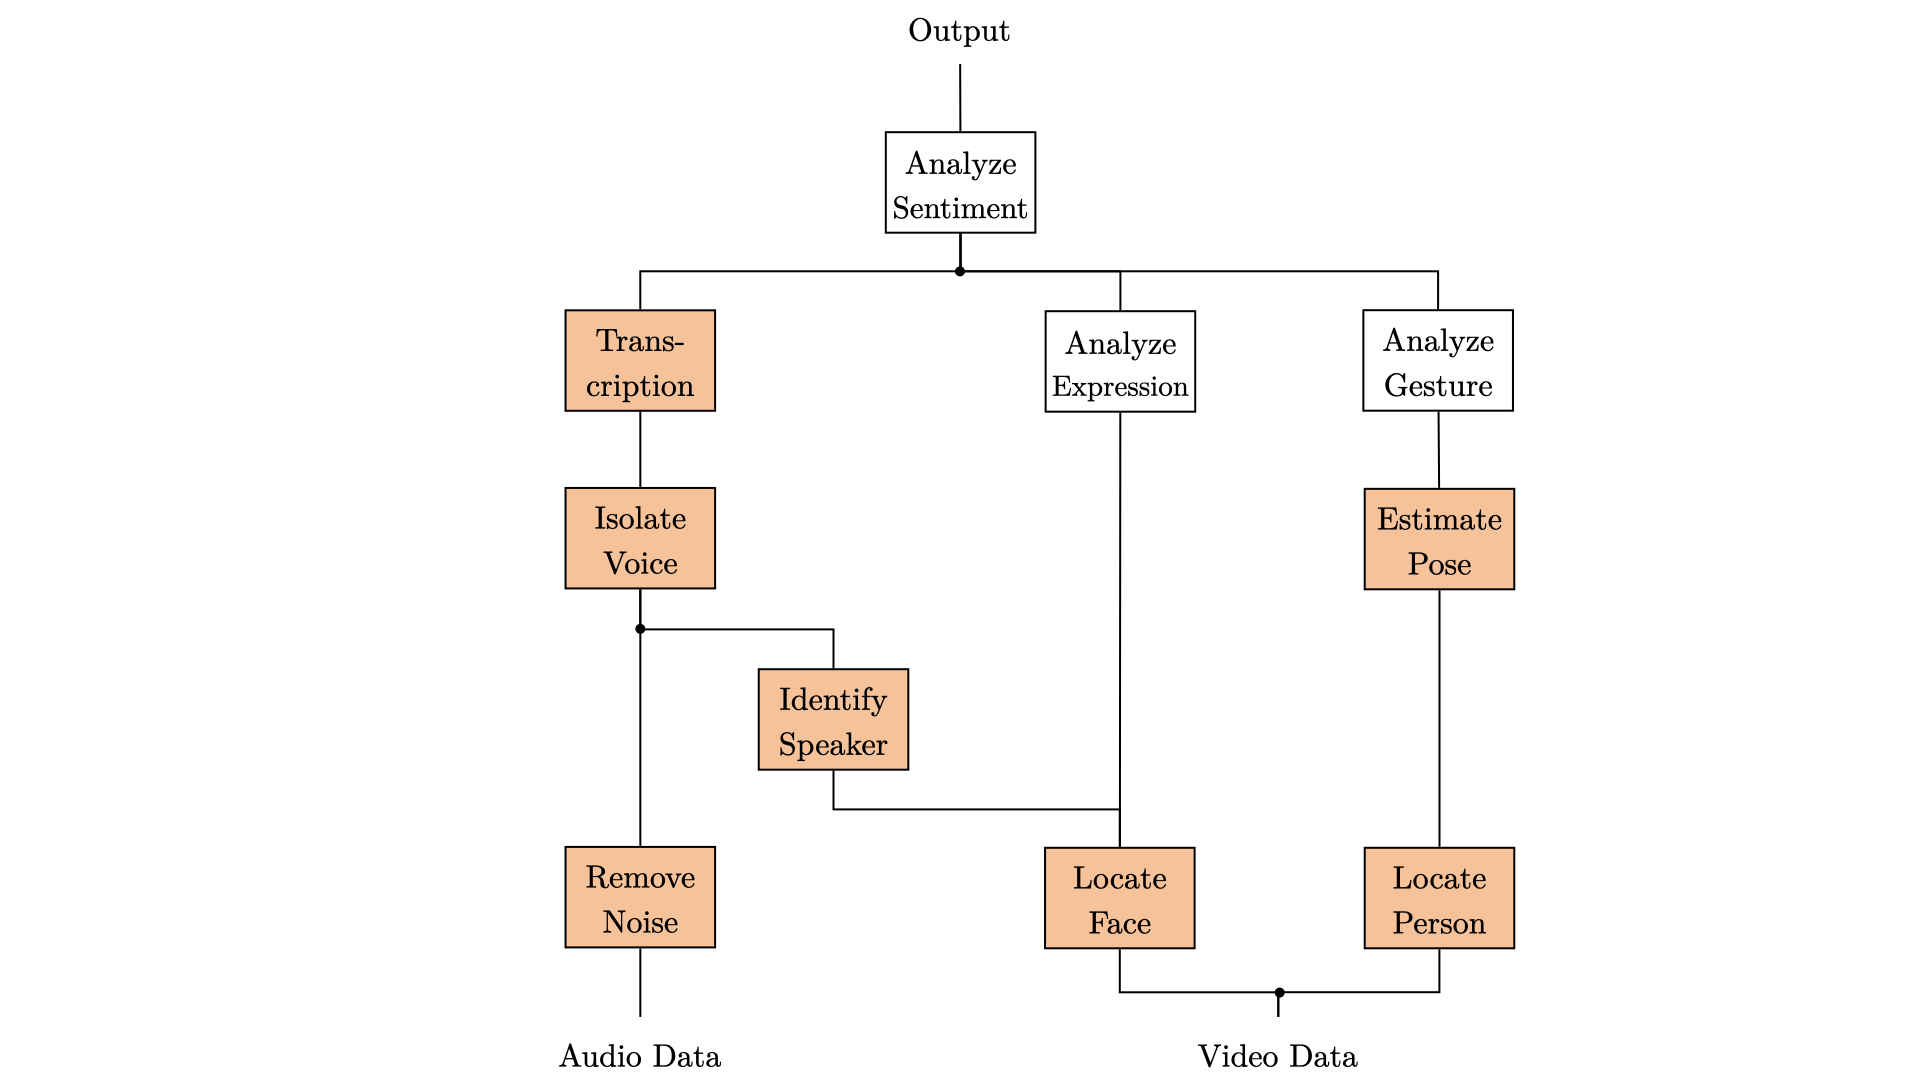 Output
Analyze
Sentiment
Trans-
cription
Analyze
Expression
Analyze
Gesture
Isolate
Voice
Estimate
Pose
Identify
Speaker
Remove
Noise
Locate
Face
Locate
Person
Audio Data
Video Data